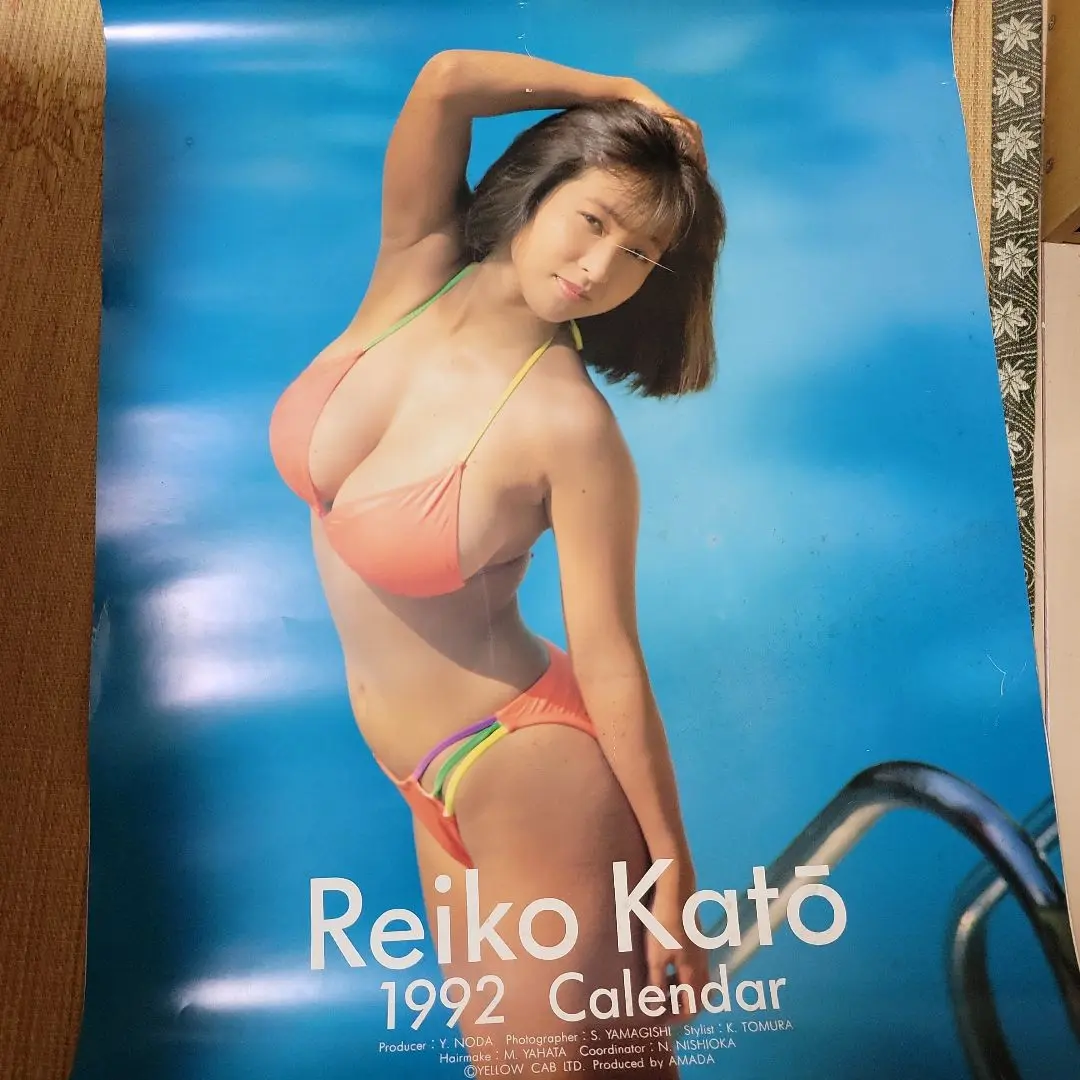 Reiko Katō
1992 Calendar
Producer : Y. NODA Photographer : S. YAMAGISHI Stylist : K. TOMURA
Hairmake : M. YAHATA Coordinator : N. NISHIOKA
©YELLOW CAB LTD. Produced by AMADA